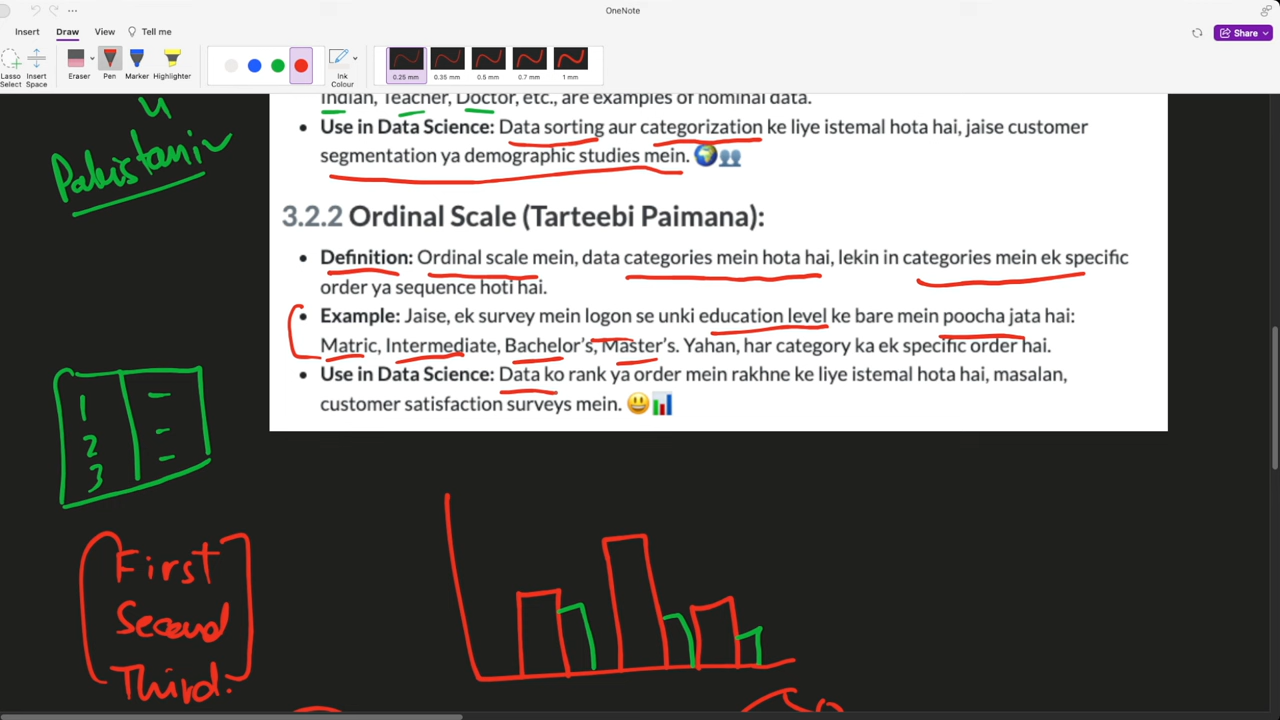 OneNote
Insert
Draw
View
Tell me
Share
Lasso Select
Insert Space
Eraser
Pen
Marker
Highlighter
Ink Colour
0.25 mm
0.35 mm
0.5 mm
0.7 mm
1 mm
Indian, Teacher, Doctor, etc., are examples of nominal data.
• Use in Data Science: Data sorting aur categorization ke liye istemal hota hai, jaise customer
segmentation ya demographic studies mein. 🌍👥
3.2.2 Ordinal Scale (Tarteebi Paimana):
• Definition: Ordinal scale mein, data categories mein hota hai, lekin in categories mein ek specific
order ya sequence hoti hai.
• Example: Jaise, ek survey mein logon se unki education level ke bare mein poocha jata hai:
Matric, Intermediate, Bachelor’s, Master’s. Yahan, har category ka ek specific order hai.
• Use in Data Science: Data ko rank ya order mein rakhne ke liye istemal hota hai, masalan,
customer satisfaction surveys mein. 😃📊
Pakistani
1
2
3
First
Second
Third.